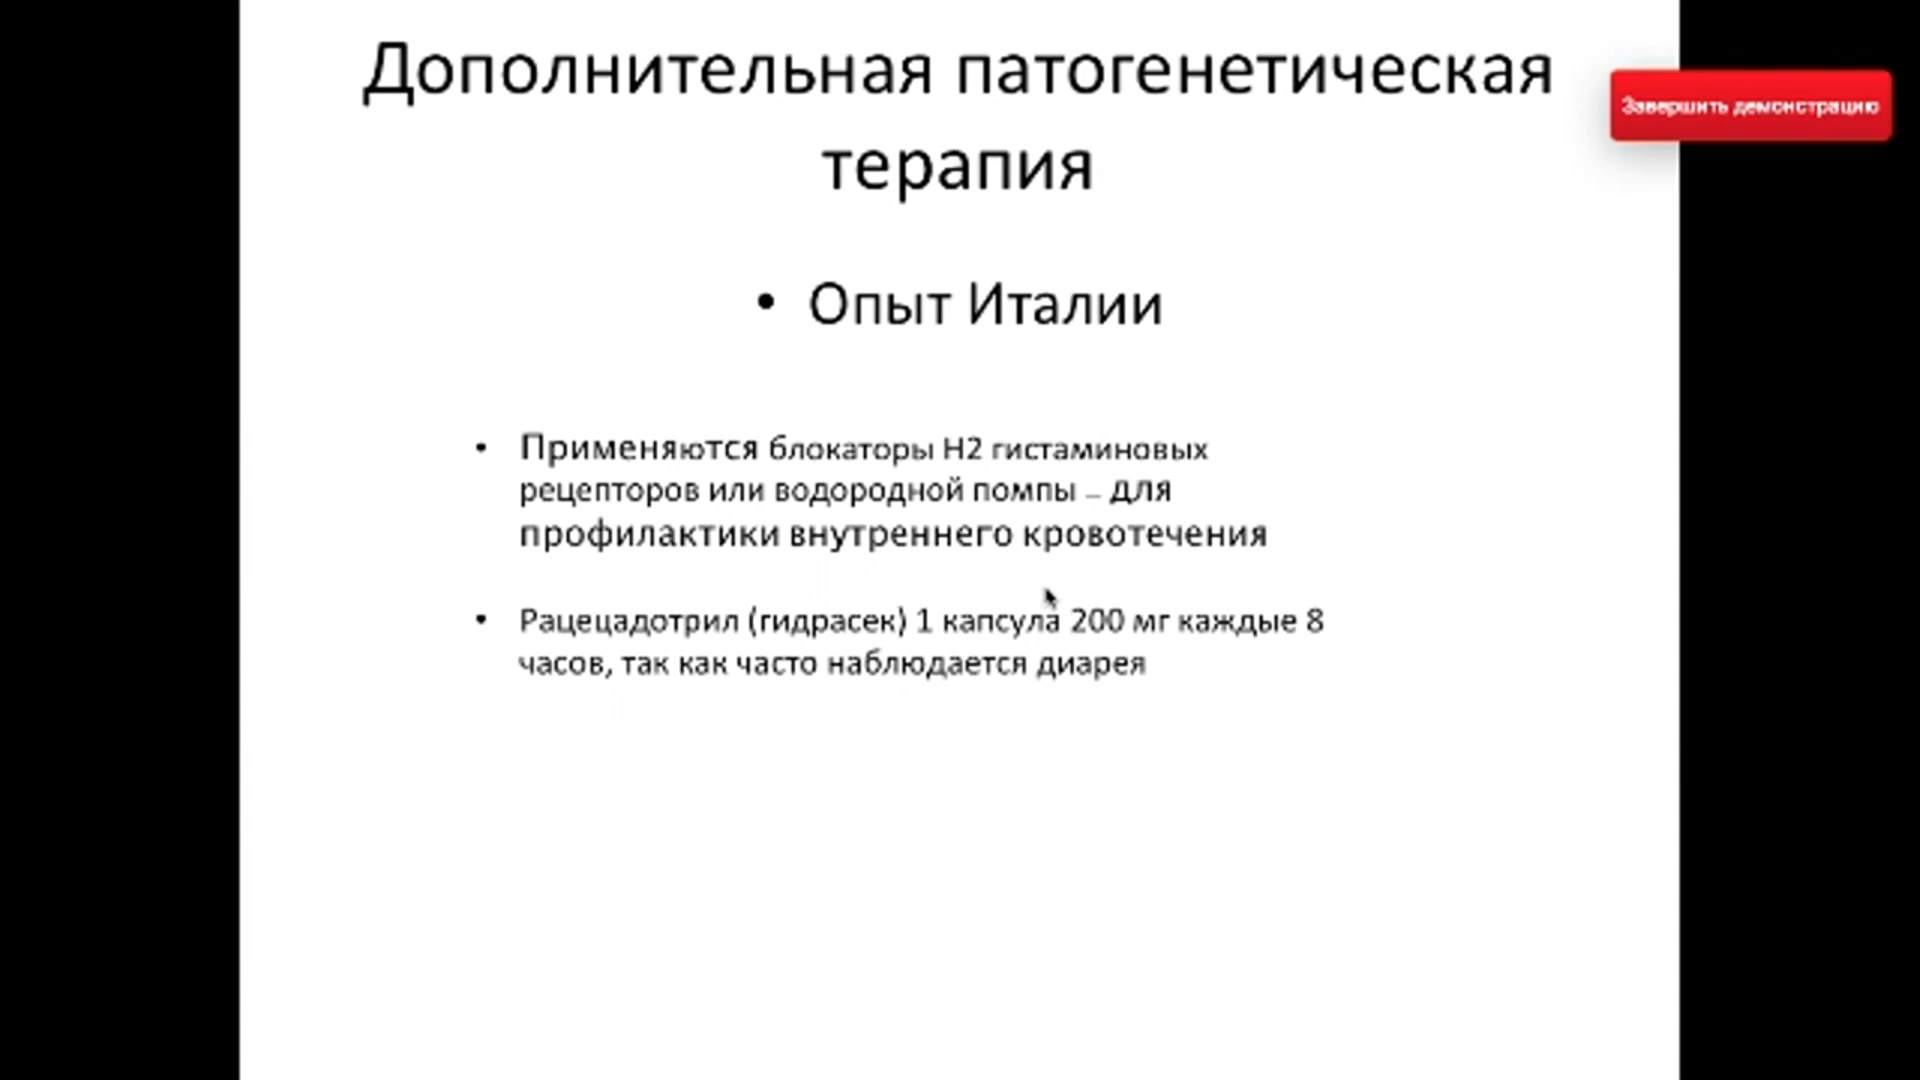 Дополнительная патогенетическая
терапия
Завершить демонстрацию
• Опыт Италии
• Применяются блокаторы H2 гистаминовых
рецепторов или водородной помпы – для
профилактики внутреннего кровотечения
• Рацецадотрил (гидрасек) 1 капсула 200 мг каждые 8
часов, так как часто наблюдается диарея